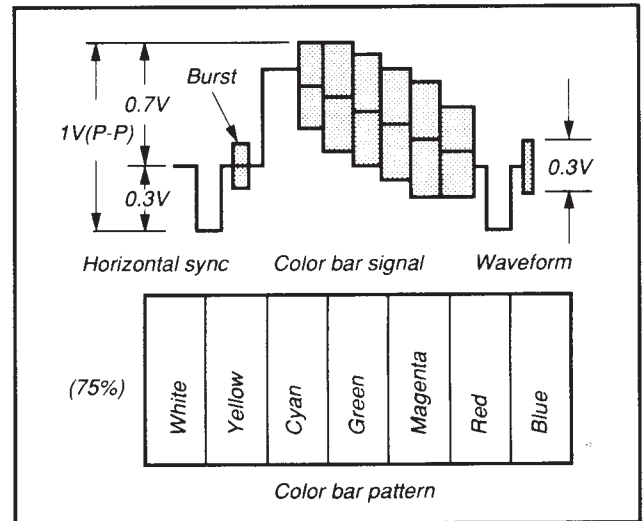 Burst
0.7V
1V(P-P)
0.3V
0.3V
Horizontal sync
Color bar signal
Waveform
(75%)
White
Yellow
Cyan
Green
Magenta
Red
Blue
Color bar pattern